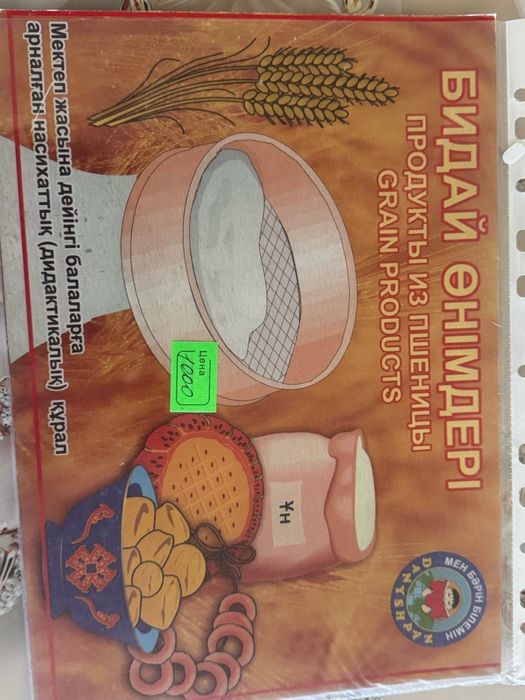 БИДАЙ ӨНІМДЕРІ
ПРОДУКТЫ ИЗ ПШЕНИЦЫ
GRAIN PRODUCTS
МЕН БӘРІН БІЛЕМІН
DANYSHPAN
ҰН
Цена
1000
Мектеп жасына дейінгі балаларға
арналған насихаттық (дидактикалық) құрал